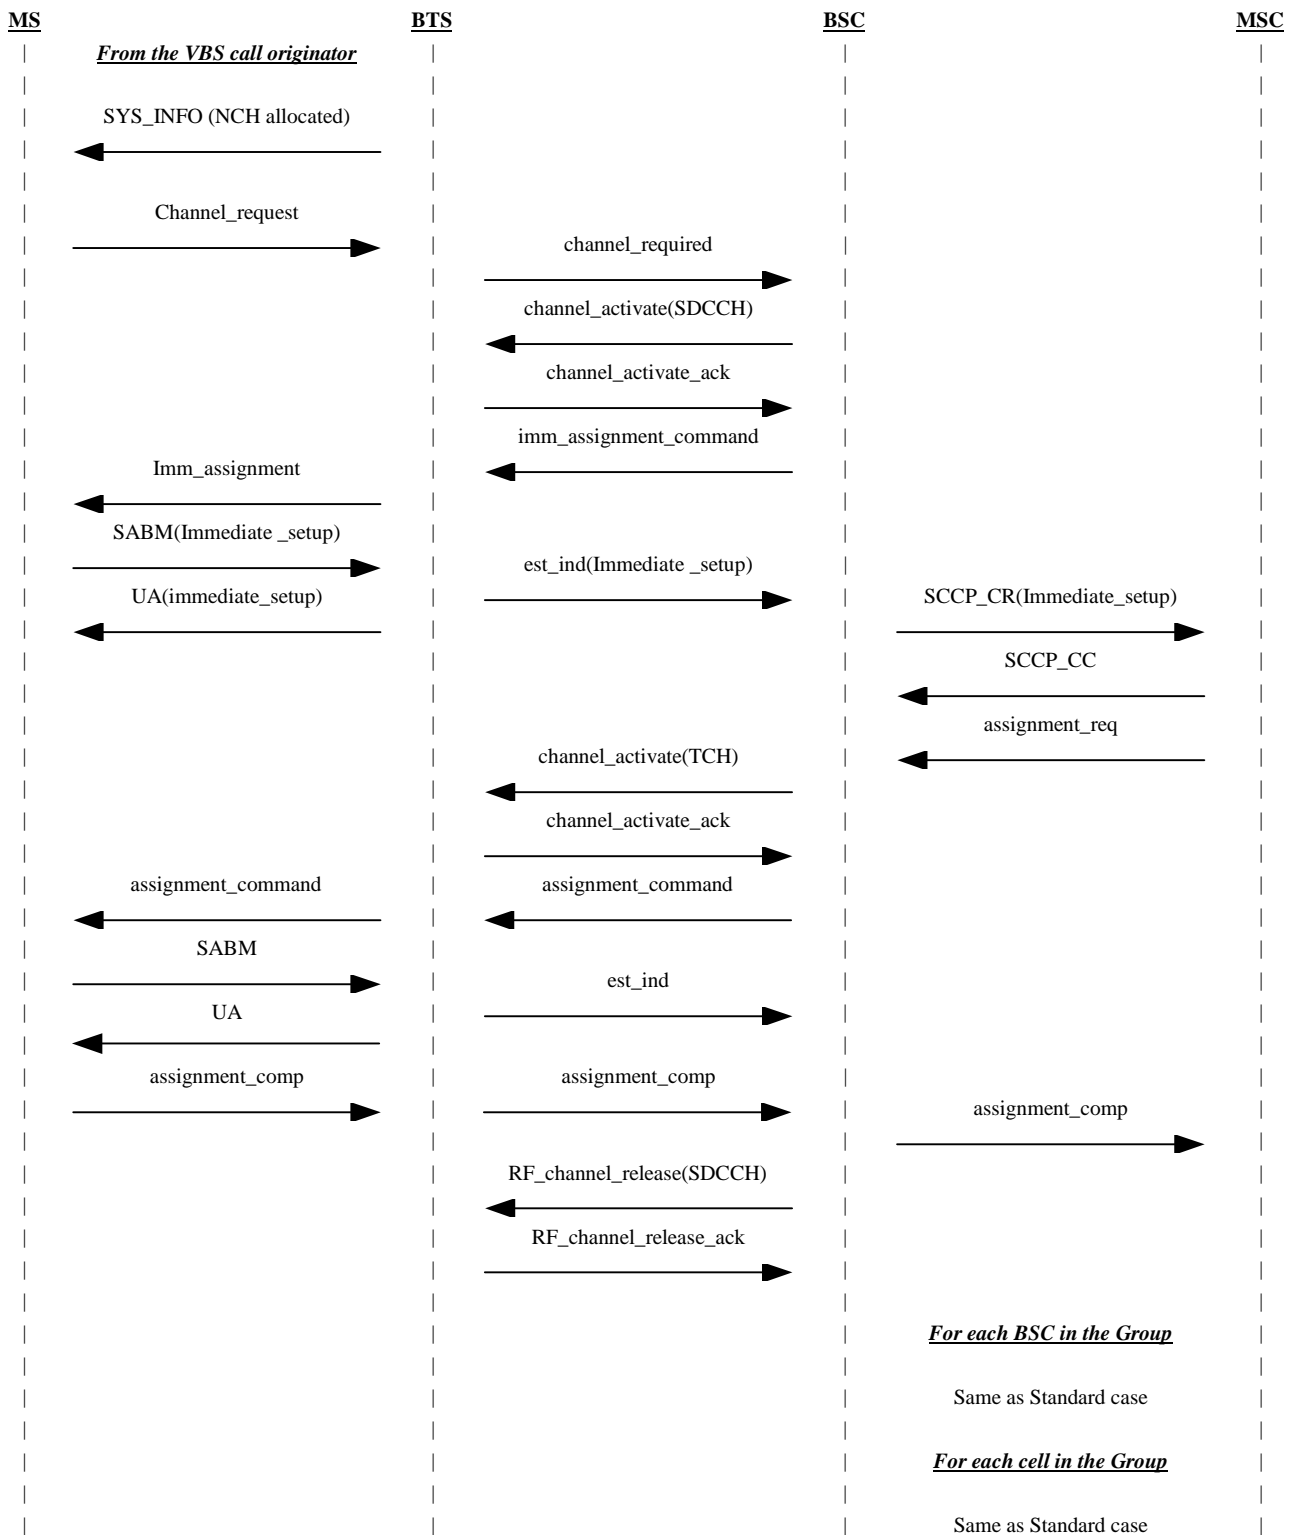 MS BTS BSC MSC
From the VBS call originator
SYS_INFO (NCH allocated)
Channel_request
channel_required
channel_activate(SDCCH)
channel_activate_ack
imm_assignment_command
Imm_assignment
SABM(Immediate _setup)
est_ind(Immediate _setup)
UA(immediate_setup)
SCCP_CR(Immediate_setup)
SCCP_CC
assignment_req
channel_activate(TCH)
channel_activate_ack
assignment_command assignment_command
SABM
est_ind
UA
assignment_comp assignment_comp
assignment_comp
RF_channel_release(SDCCH)
RF_channel_release_ack
For each BSC in the Group
Same as Standard case
For each cell in the Group
Same as Standard case